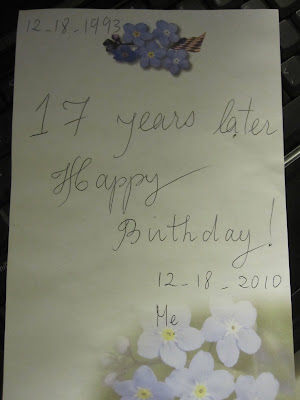 12-18-1993
17 years later
Happy
Birthday!
12-18-2010
Me